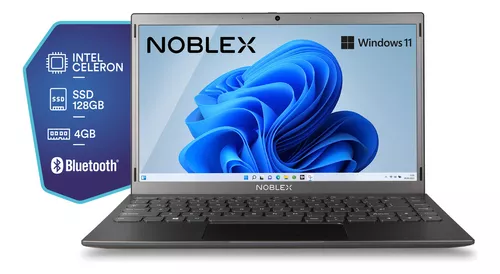 INTEL
CELERON
SSD
SSD
128GB
4GB
Bluetooth®
NOBLEX
Windows 11
NOBLEX